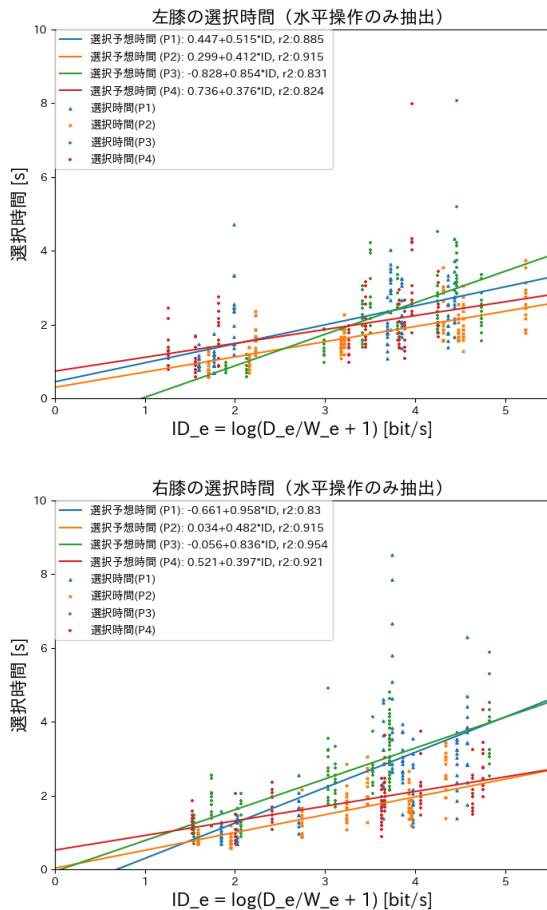 左膝の選択時間（水平操作のみ抽出）
10
8
6
4
2
0
選択時間 [s]
選択予想時間 (P1): 0.447+0.515*ID, r2:0.885
選択予想時間 (P2): 0.299+0.412*ID, r2:0.915
選択予想時間 (P3): -0.828+0.854*ID, r2:0.831
選択予想時間 (P4): 0.736+0.376*ID, r2:0.824
選択時間(P1)
選択時間(P2)
選択時間(P3)
選択時間(P4)
0 1 2 3 4 5
ID_e = log(D_e/W_e + 1) [bit/s]
右膝の選択時間（水平操作のみ抽出）
10
8
6
4
2
0
選択時間 [s]
選択予想時間 (P1): -0.661+0.958*ID, r2:0.83
選択予想時間 (P2): 0.034+0.482*ID, r2:0.915
選択予想時間 (P3): -0.056+0.836*ID, r2:0.954
選択予想時間 (P4): 0.521+0.397*ID, r2:0.921
選択時間(P1)
選択時間(P2)
選択時間(P3)
選択時間(P4)
0 1 2 3 4 5
ID_e = log(D_e/W_e + 1) [bit/s]